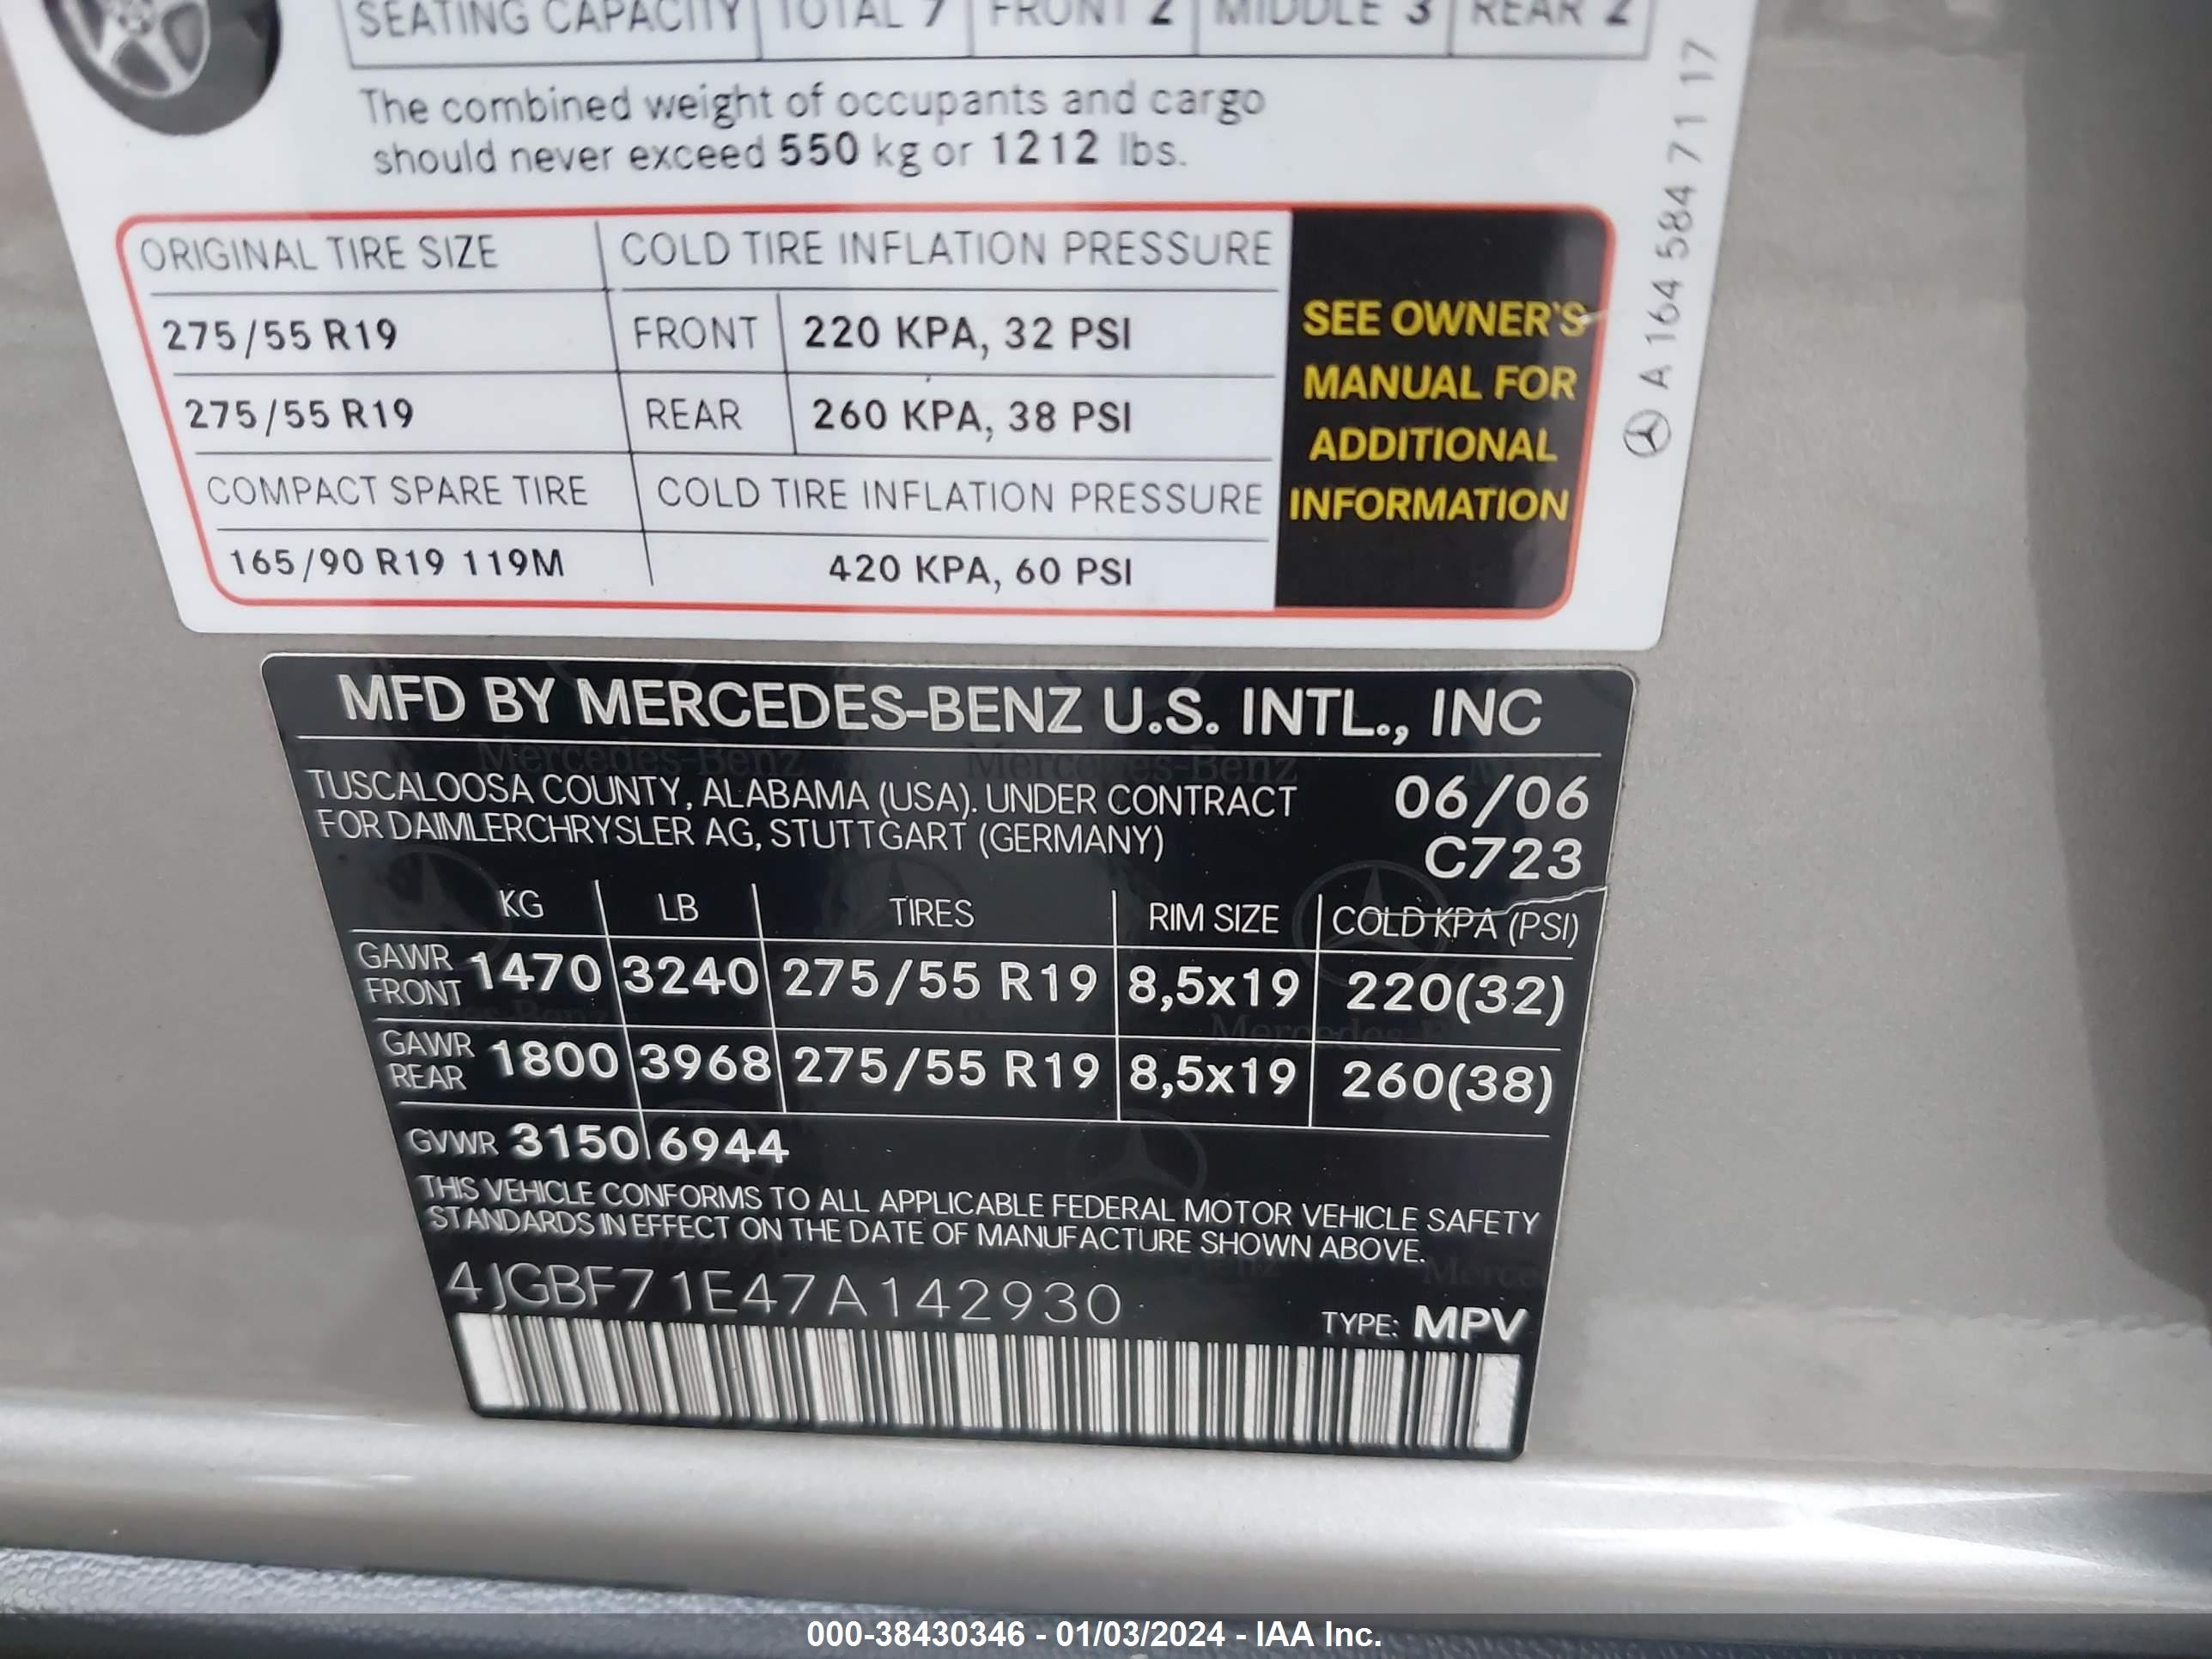 SEATING CAPACITY TOTAL 7 FRONT 2 MIDDLE 3 REAR 2
The combined weight of occupants and cargo
should never exceed 550 kg or 1212 lbs.
ORIGINAL TIRE SIZE COLD TIRE INFLATION PRESSURE
275/55 R19 FRONT 220 KPA, 32 PSI
275/55 R19 REAR 260 KPA, 38 PSI
COMPACT SPARE TIRE COLD TIRE INFLATION PRESSURE
165/90 R19 119M 420 KPA, 60 PSI
SEE OWNER'S
MANUAL FOR
ADDITIONAL
INFORMATION
A 164 584 71 17
MFD BY MERCEDES-BENZ U.S. INTL., INC
TUSCALOOSA COUNTY, ALABAMA (USA). UNDER CONTRACT 06/06
FOR DAIMLERCHRYSLER AG, STUTTGART (GERMANY) C723
KG LB TIRES RIM SIZE COLD KPA (PSI)
GAWR FRONT 1470 3240 275/55 R19 8,5x19 220(32)
GAWR REAR 1800 3968 275/55 R19 8,5x19 260(38)
GVWR 3150 6944
THIS VEHICLE CONFORMS TO ALL APPLICABLE FEDERAL MOTOR VEHICLE SAFETY
STANDARDS IN EFFECT ON THE DATE OF MANUFACTURE SHOWN ABOVE.
4JGBF71E47A142930
TYPE: MPV
000-38430346 - 01/03/2024 - IAA Inc.